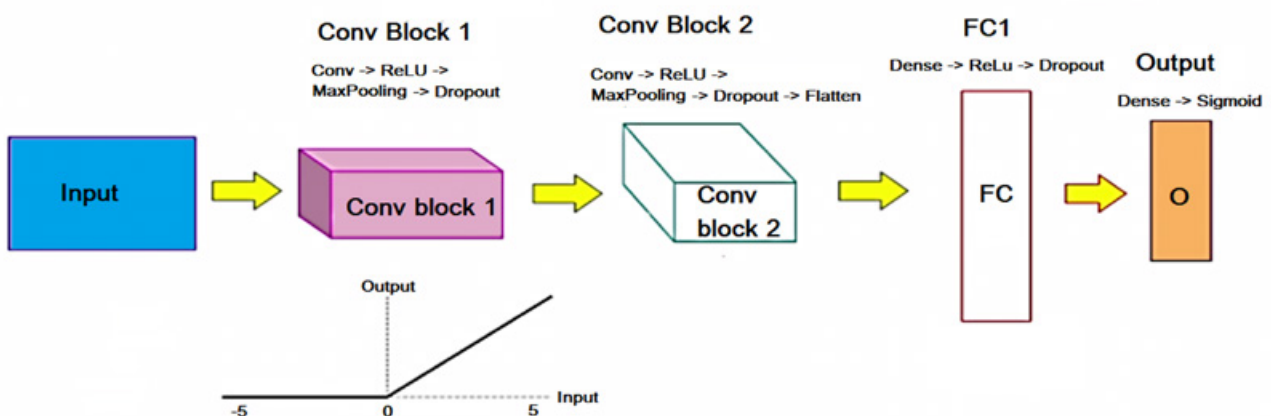 Conv Block 1
Conv -> ReLU ->
MaxPooling -> Dropout
Conv Block 2
Conv -> ReLU ->
MaxPooling -> Dropout -> Flatten
FC1
Dense -> ReLu -> Dropout
Output
Dense -> Sigmoid
Input
Conv block 1
Conv
block 2
FC
O
Output
Input
-5
0
5